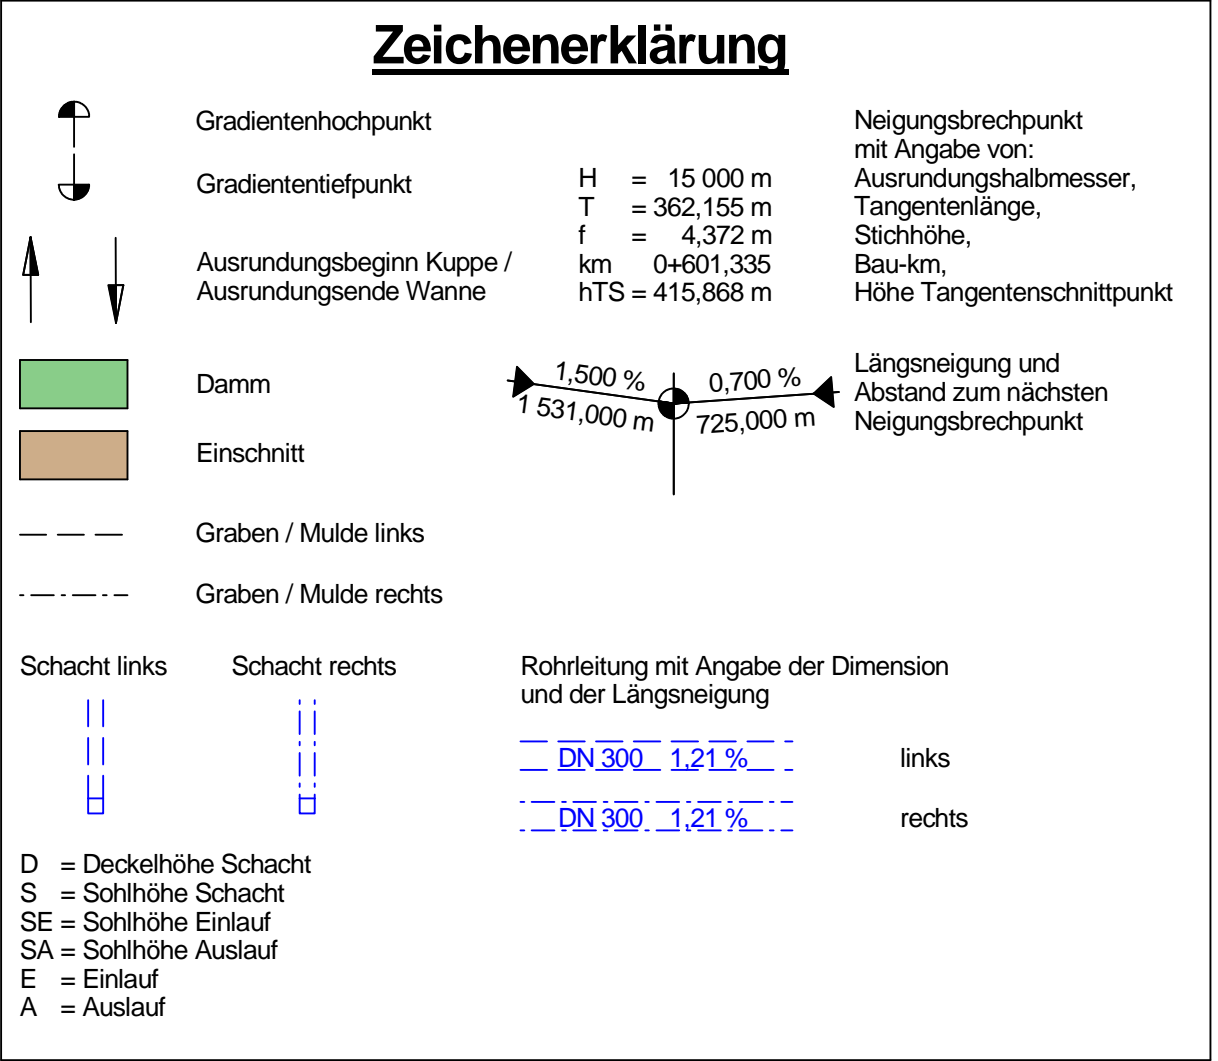 Zeichenerklärung
Gradientenhochpunkt
Gradiententiefpunkt
Ausrundungsbeginn Kuppe /
Ausrundungsende Wanne
H = 15 000 m
T = 362,155 m
f = 4,372 m
km 0+601,335
hTS = 415,868 m
Neigungsbrechpunkt
mit Angabe von:
Ausrundungshalbmesser,
Tangentenlänge,
Stichhöhe,
Bau-km,
Höhe Tangentenschnittpunkt
Damm
Einschnitt
1,500 %
1 531,000 m
0,700 %
725,000 m
Längsneigung und
Abstand zum nächsten
Neigungsbrechpunkt
Graben / Mulde links
Graben / Mulde rechts
Schacht links
Schacht rechts
Rohrleitung mit Angabe der Dimension
und der Längsneigung
DN 300 1,21 %
links
DN 300 1,21 %
rechts
D = Deckelhöhe Schacht
S = Sohlhöhe Schacht
SE = Sohlhöhe Einlauf
SA = Sohlhöhe Auslauf
E = Einlauf
A = Auslauf